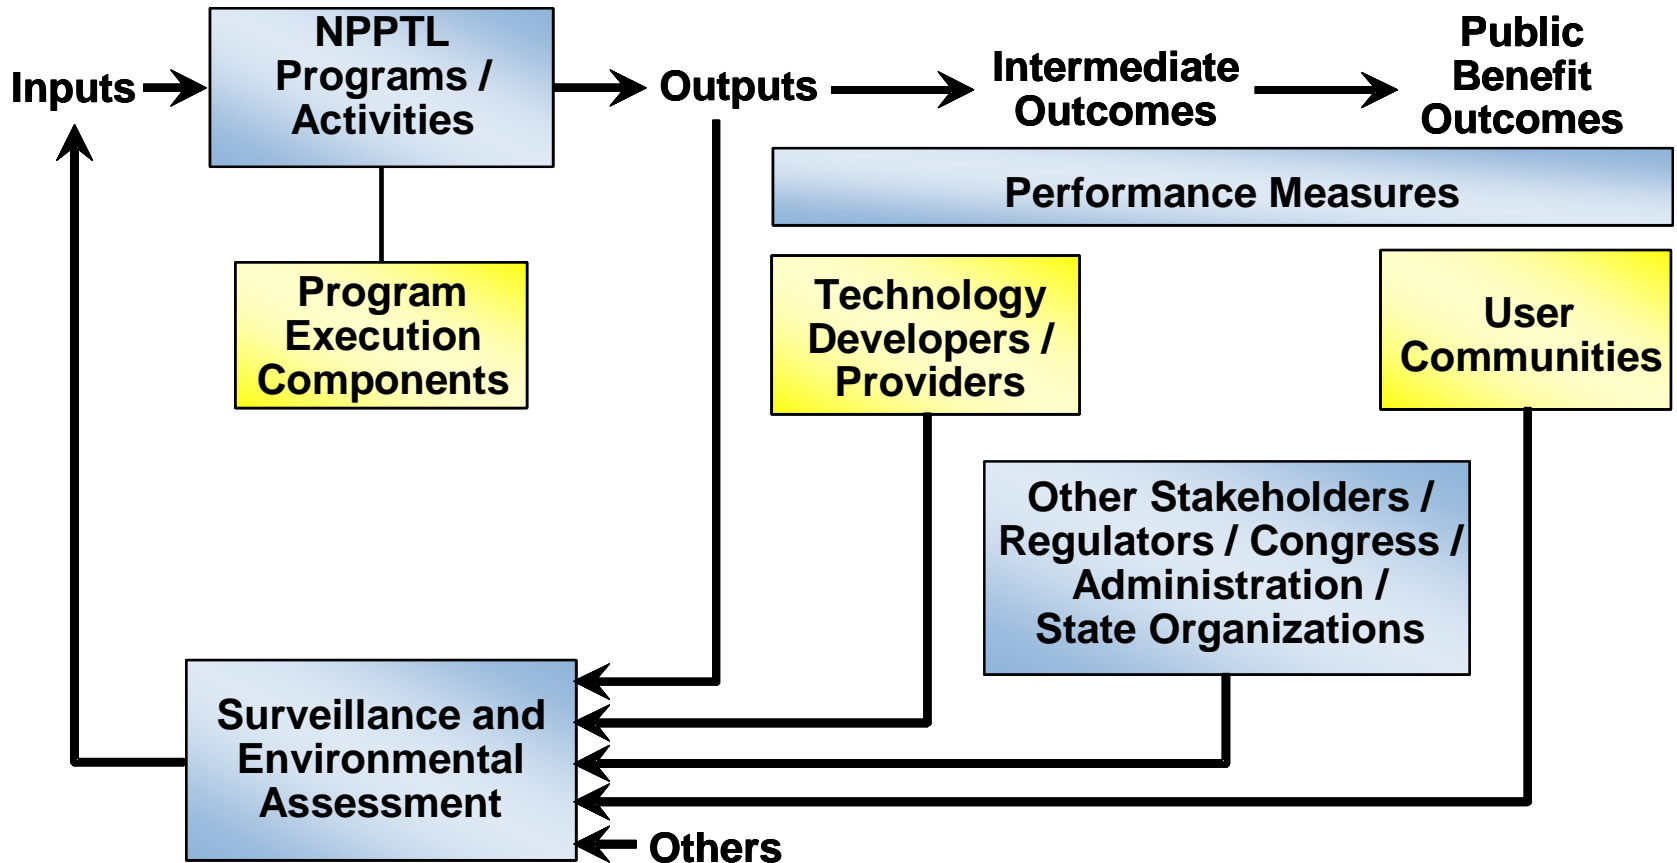 Inputs
NPPTL
Programs /
Activities
Outputs
Intermediate
Outcomes
Public
Benefit
Outcomes
Performance Measures
Program
Execution
Components
Technology
Developers /
Providers
User
Communities
Other Stakeholders /
Regulators / Congress /
Administration /
State Organizations
Surveillance and
Environmental
Assessment
Others